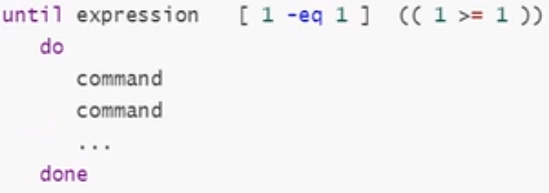 until expression [ 1 -eq 1 ] (( 1 >= 1 ))
do
command
command
...
done